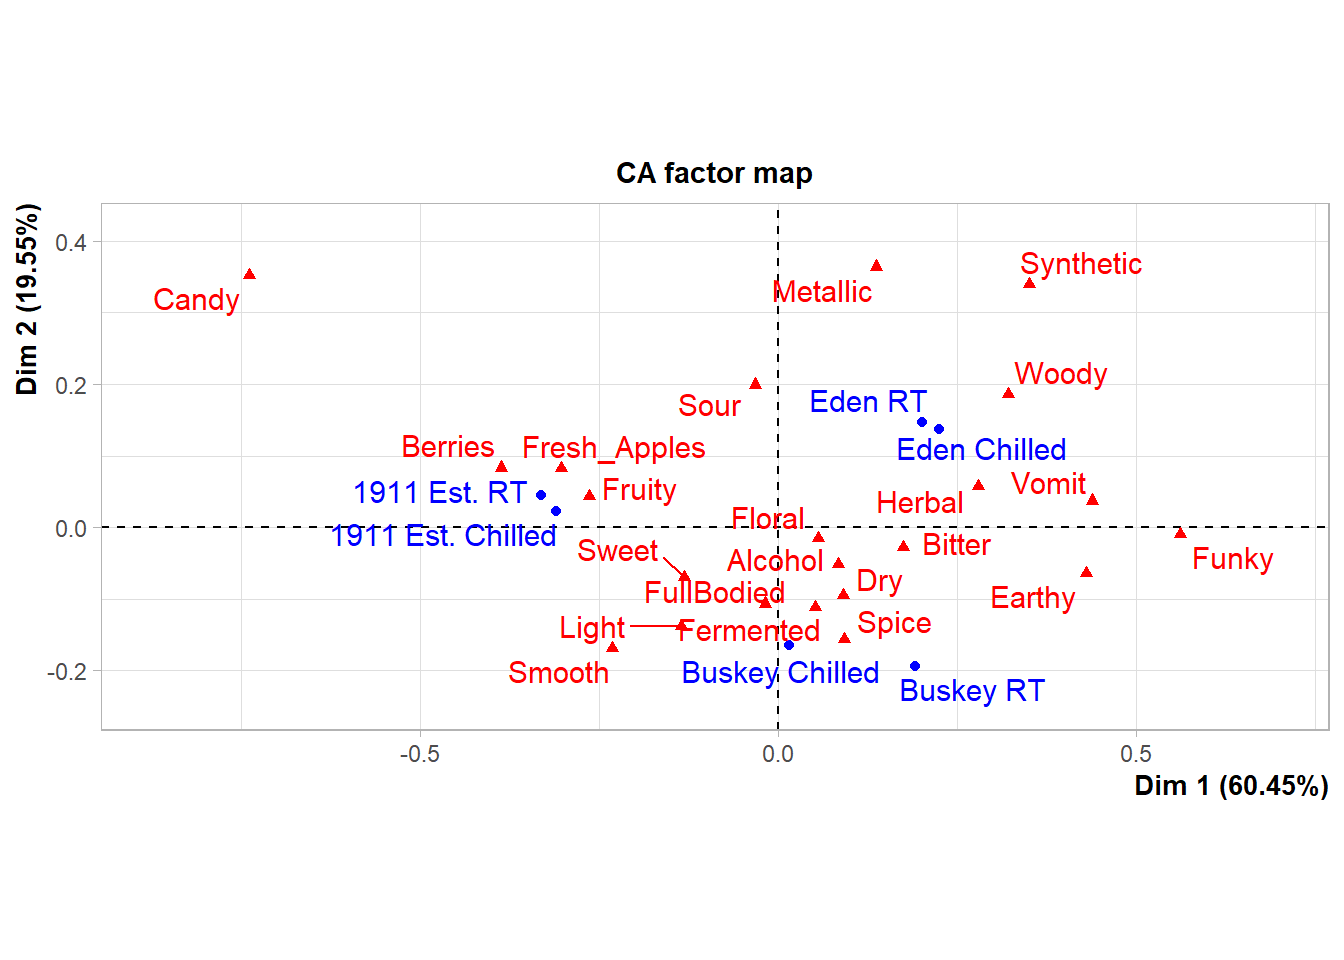 CA factor map
Dim 2 (19.55%)
0.4
0.2
0.0
-0.2
Candy
Metallic
Synthetic
Woody
Sour
Eden RT
Eden Chilled
Berries
Fresh_Apples
1911 Est. RT
Fruity
Herbal
Vomit
Floral
1911 Est. Chilled
Sweet
Alcohol
Bitter
Funky
FullBodied
Dry
Earthy
Light
Fermented
Spice
Smooth
Buskey Chilled
Buskey RT
-0.5
0.0
0.5
Dim 1 (60.45%)